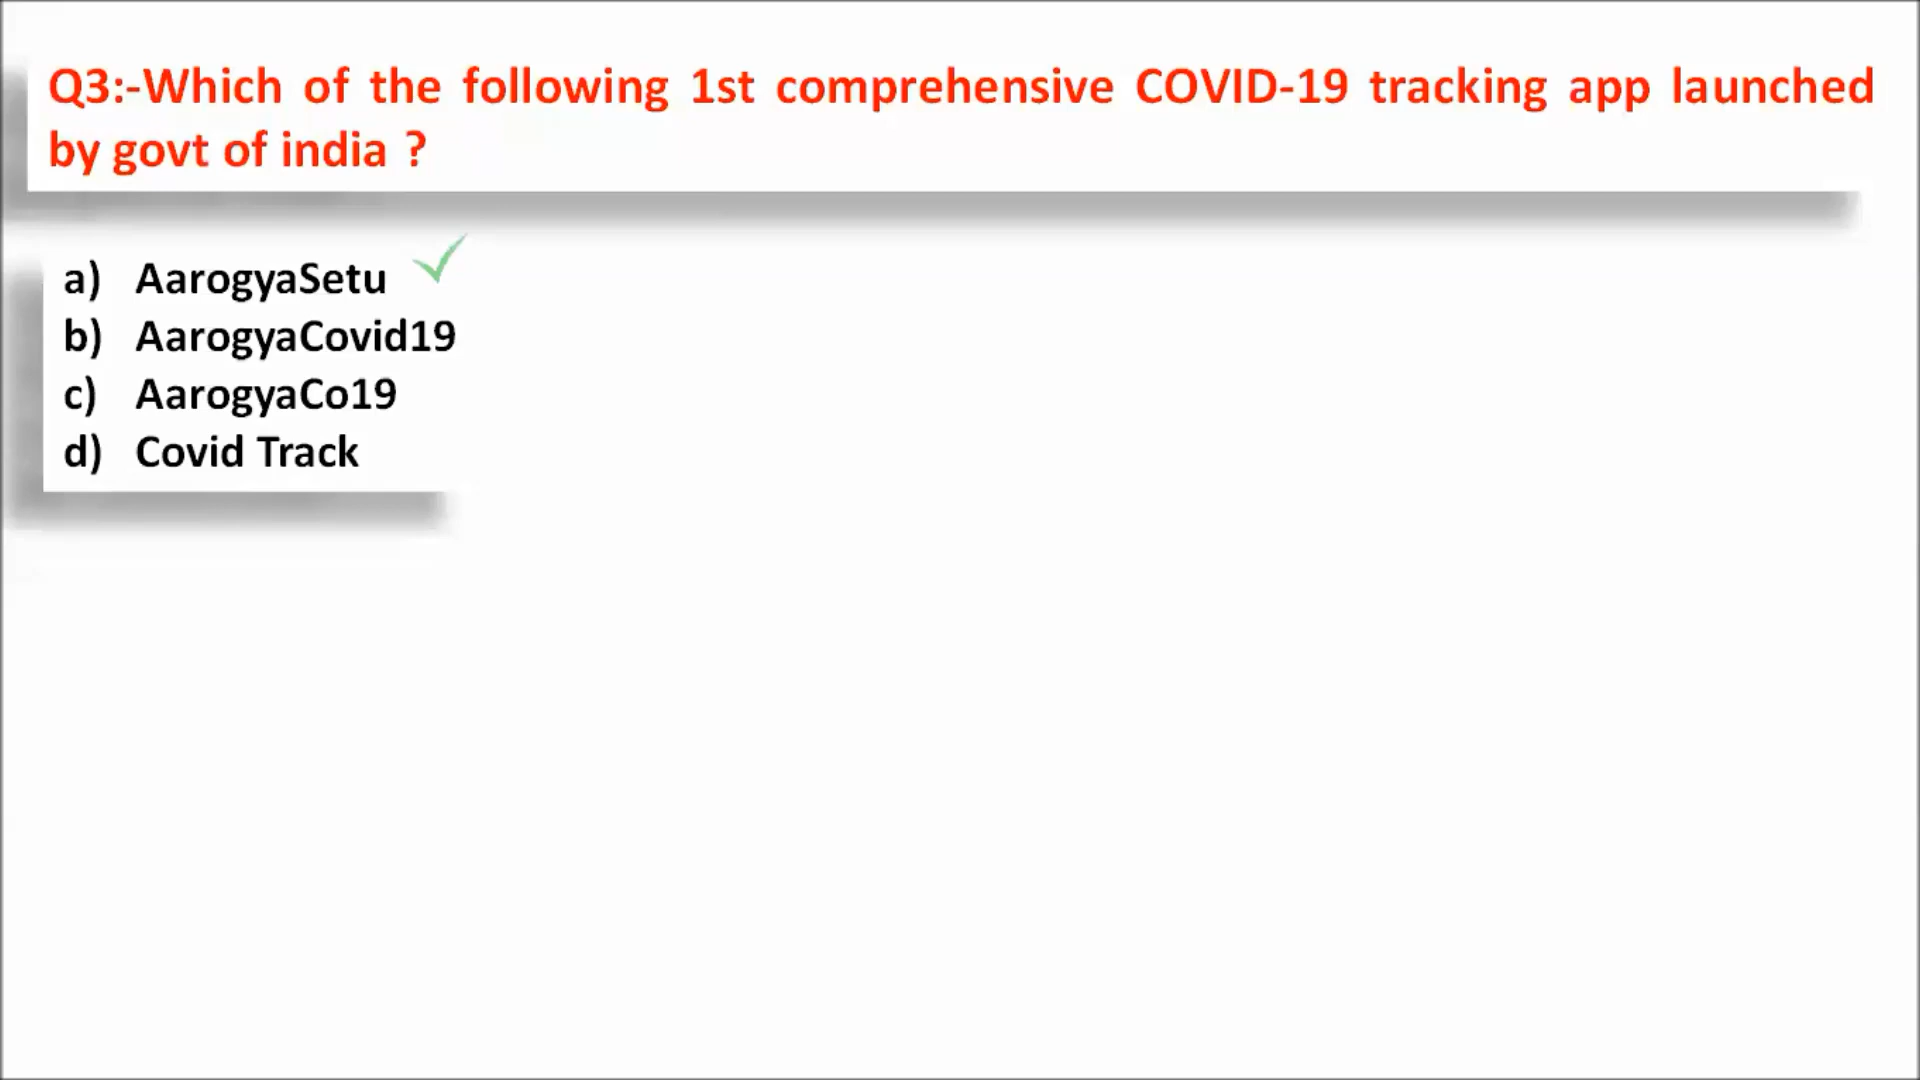 Q3:-Which of the following 1st comprehensive COVID-19 tracking app launched
by govt of india ?
a) AarogyaSetu
b) AarogyaCovid19
c) AarogyaCo19
d) Covid Track